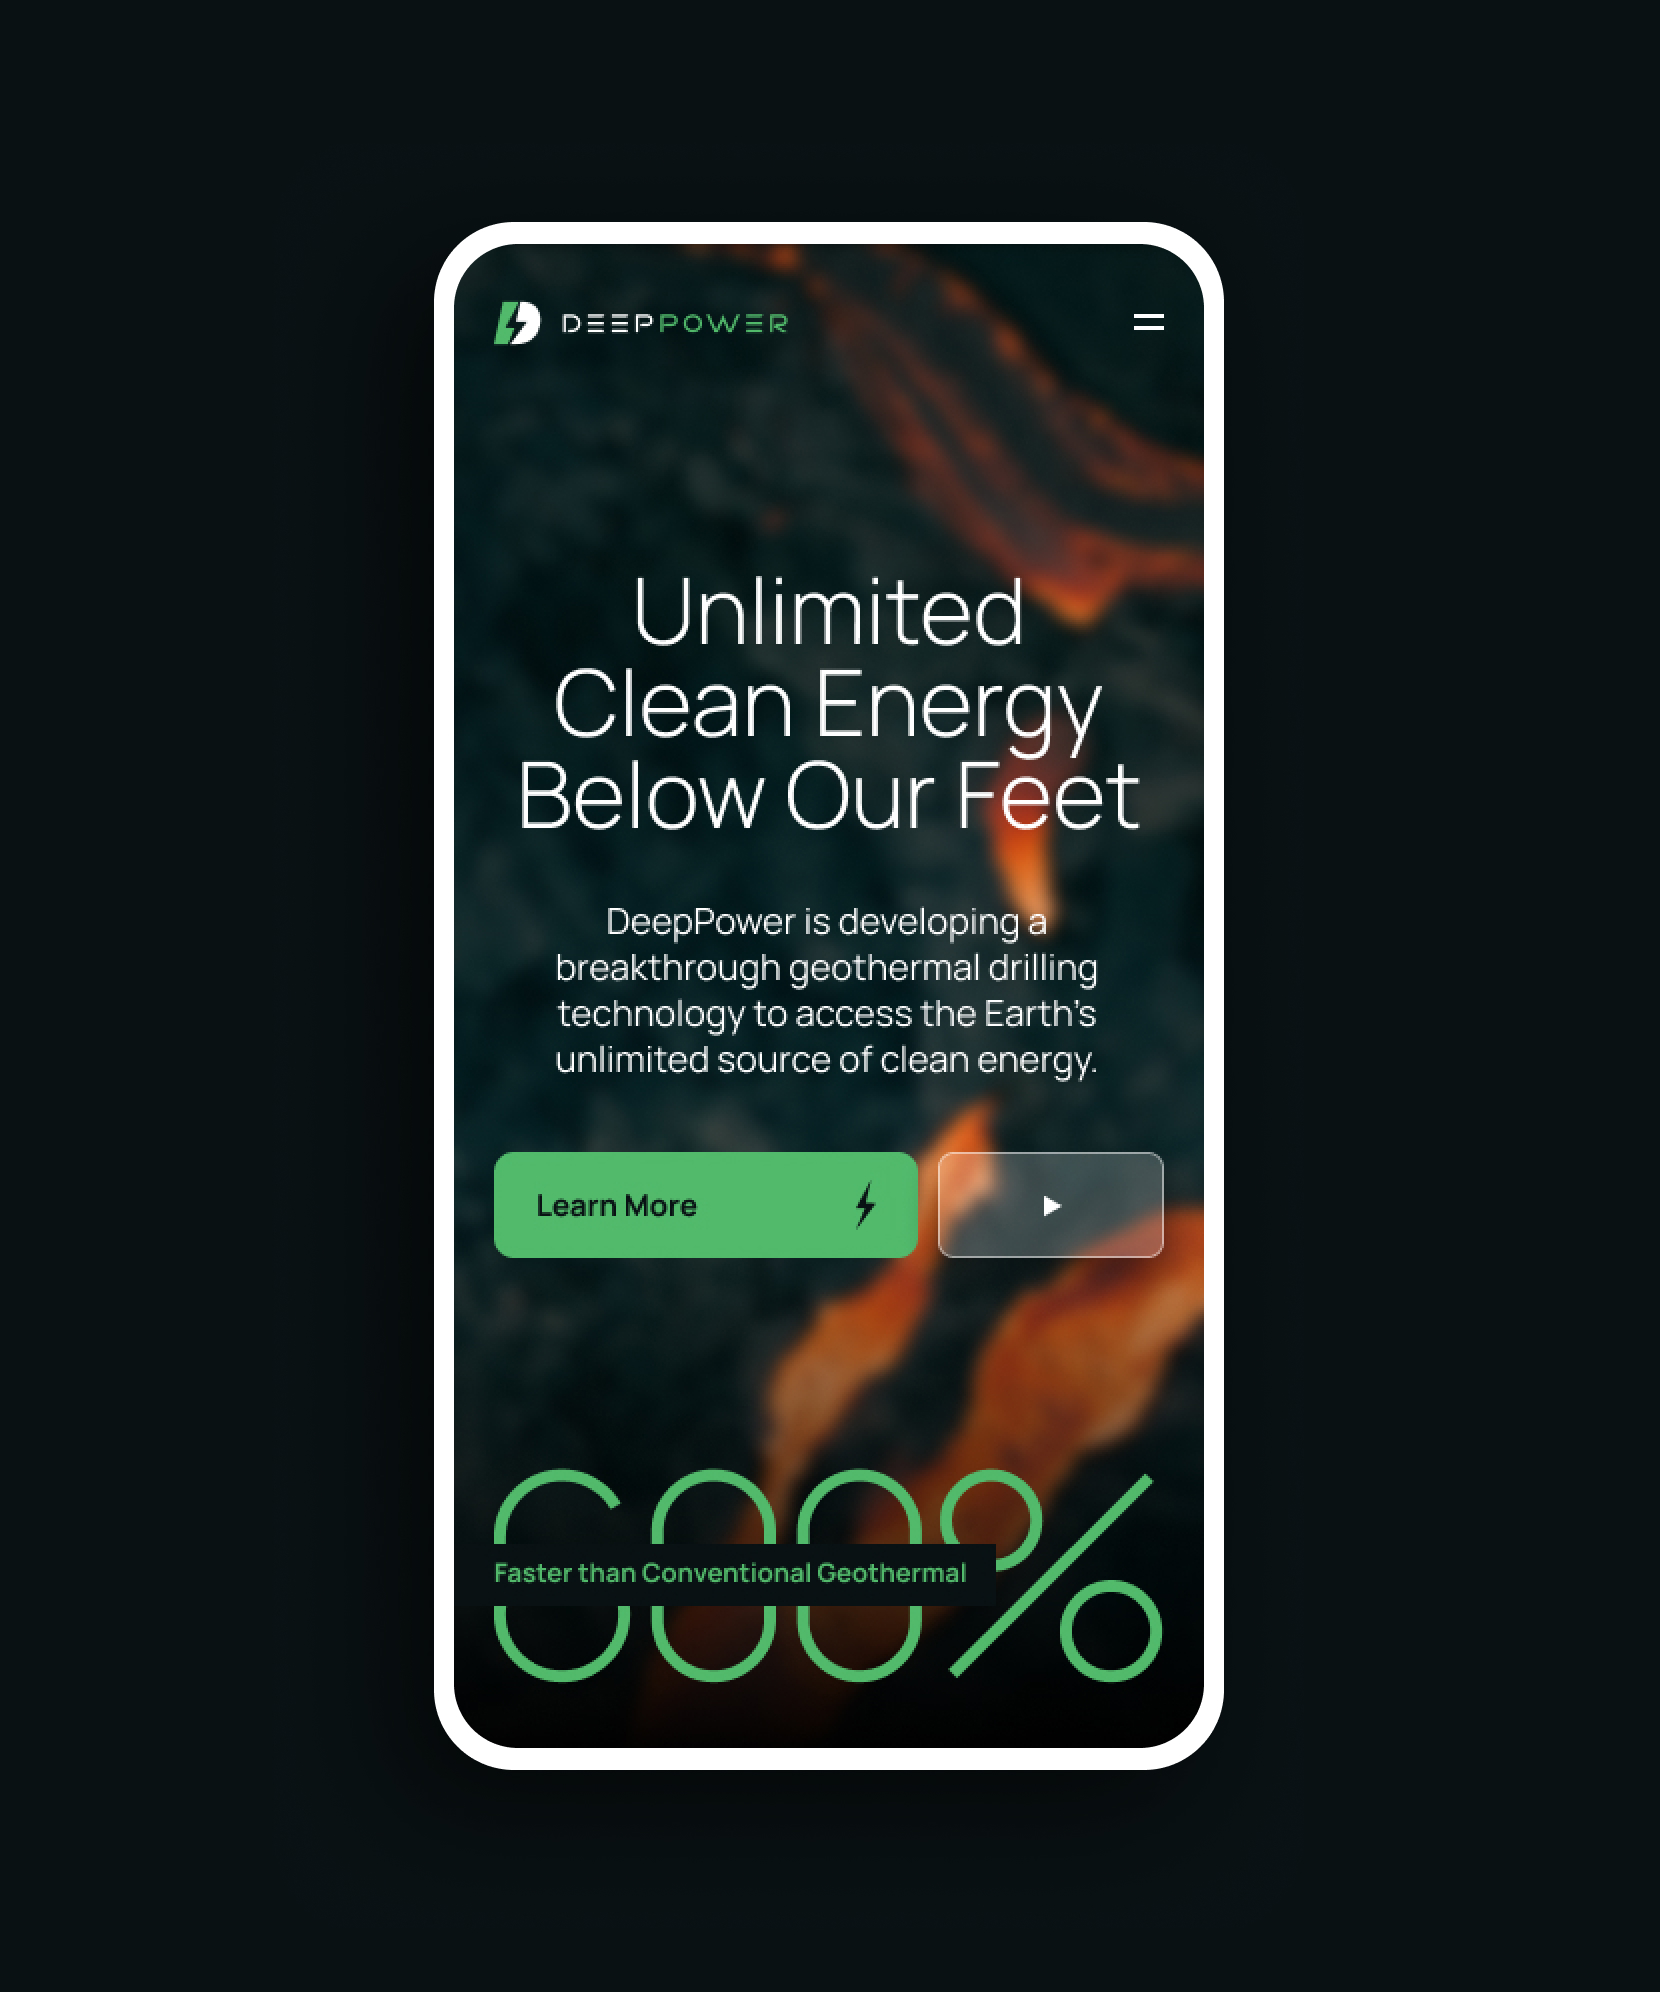 DEEPPOWER
Unlimited
Clean Energy
Below Our Feet
DeepPower is developing a
breakthrough geothermal drilling
technology to access the Earth’s
unlimited source of clean energy.
Learn More
600%
Faster than Conventional Geothermal